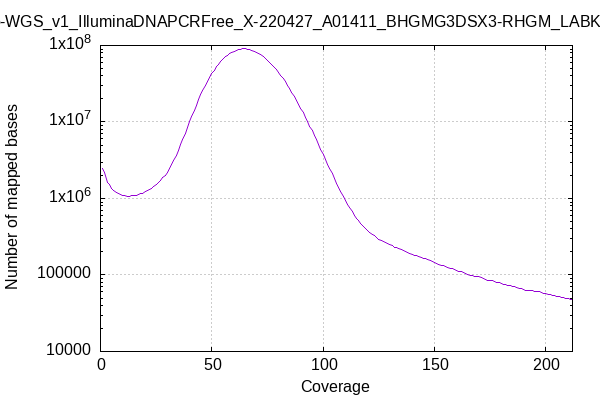 -WGS_v1_IlluminaDNAPCRFree_X-220427_A01411_BHGMG3DSX3-RHGM_LABK
Number of mapped bases
1x10^8
1x10^7
1x10^6
100000
10000
0 50 100 150 200
Coverage